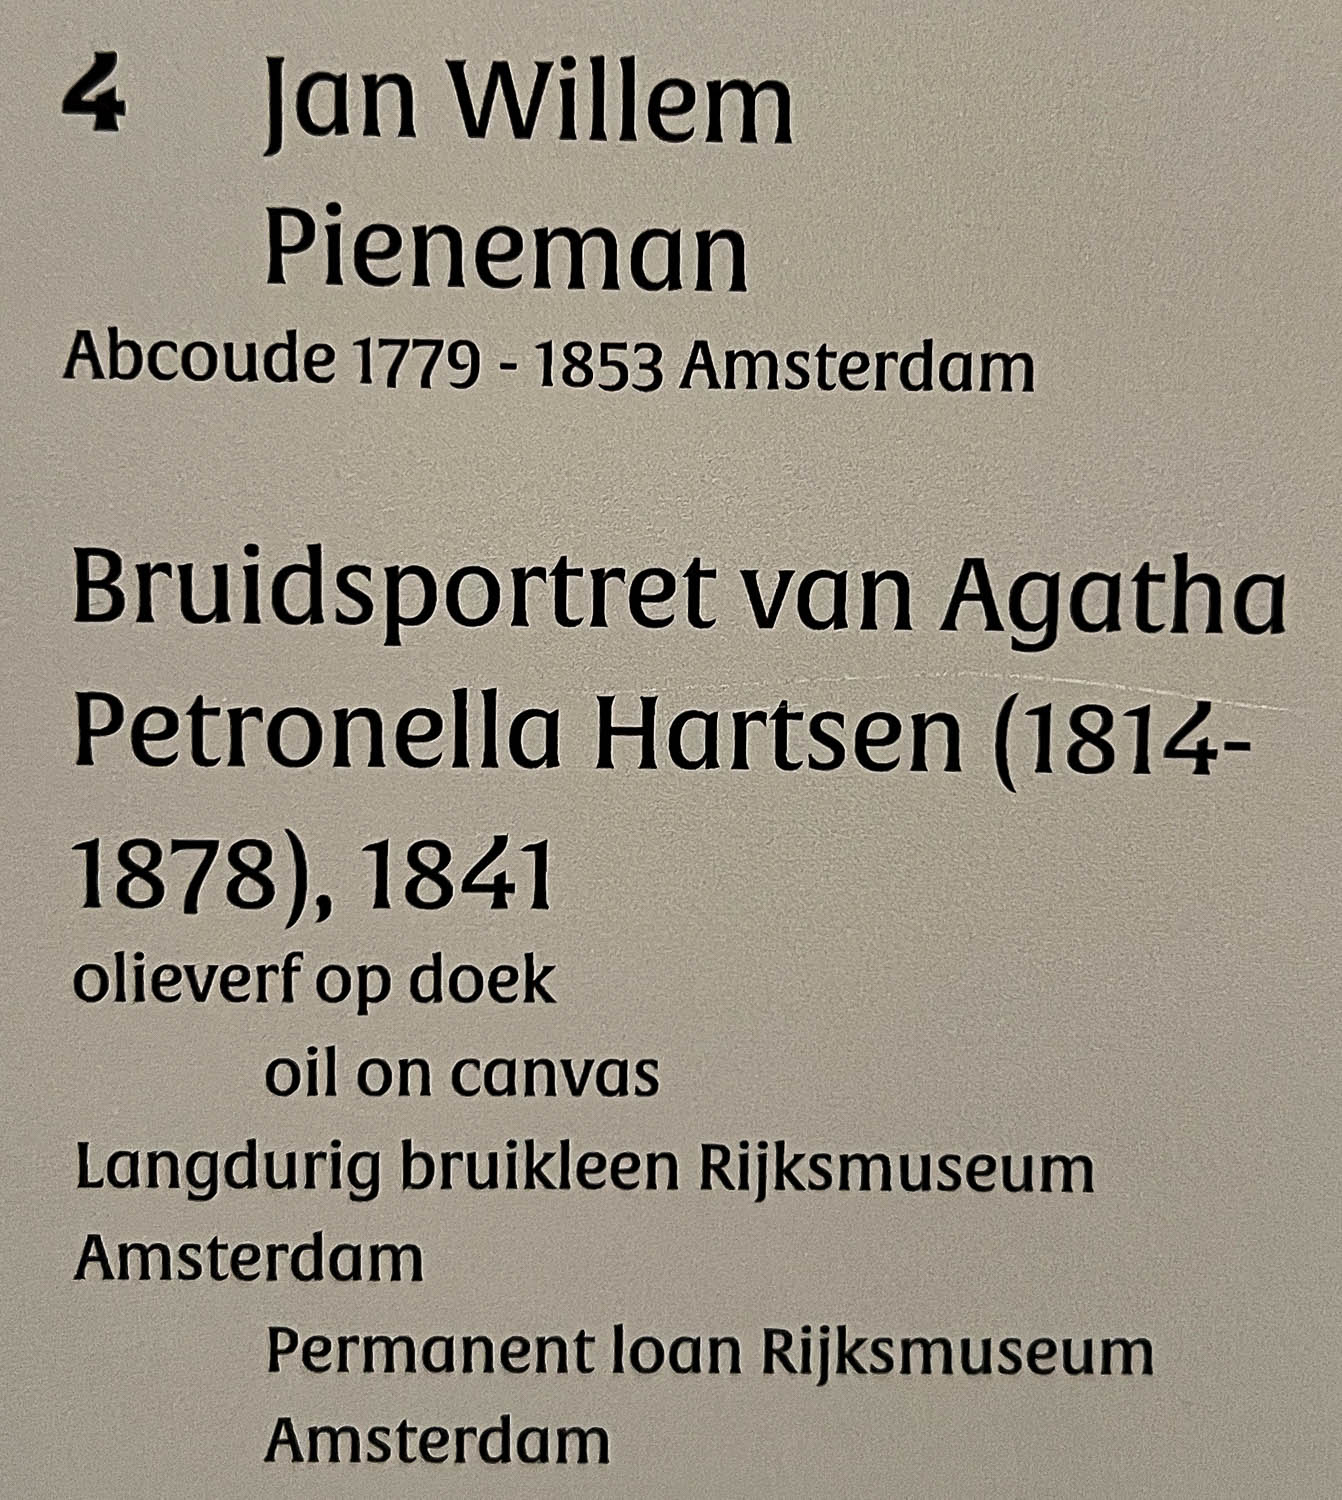 4 Jan Willem
Pieneman
Abcoude 1779 - 1853 Amsterdam
Bruidsportret van Agatha
Petronella Hartsen (1814-
1878), 1841
olieverf op doek
oil on canvas
Langdurig bruikleen Rijksmuseum
Amsterdam
Permanent loan Rijksmuseum
Amsterdam